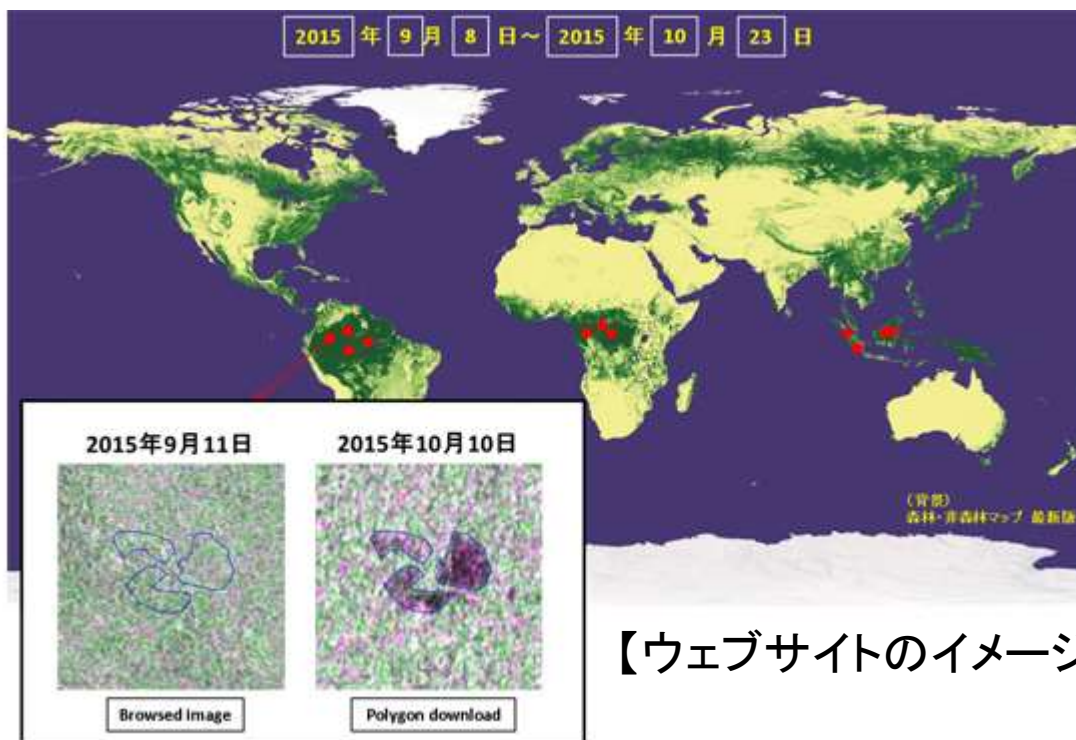 2015 年 9 月 8 日～ 2015 年 10 月 23 日
（背景）
森林・非森林マップ 最新版
2015年9月11日
2015年10月10日
Browsed Image
Polygon download
【ウェブサイトのイメージ